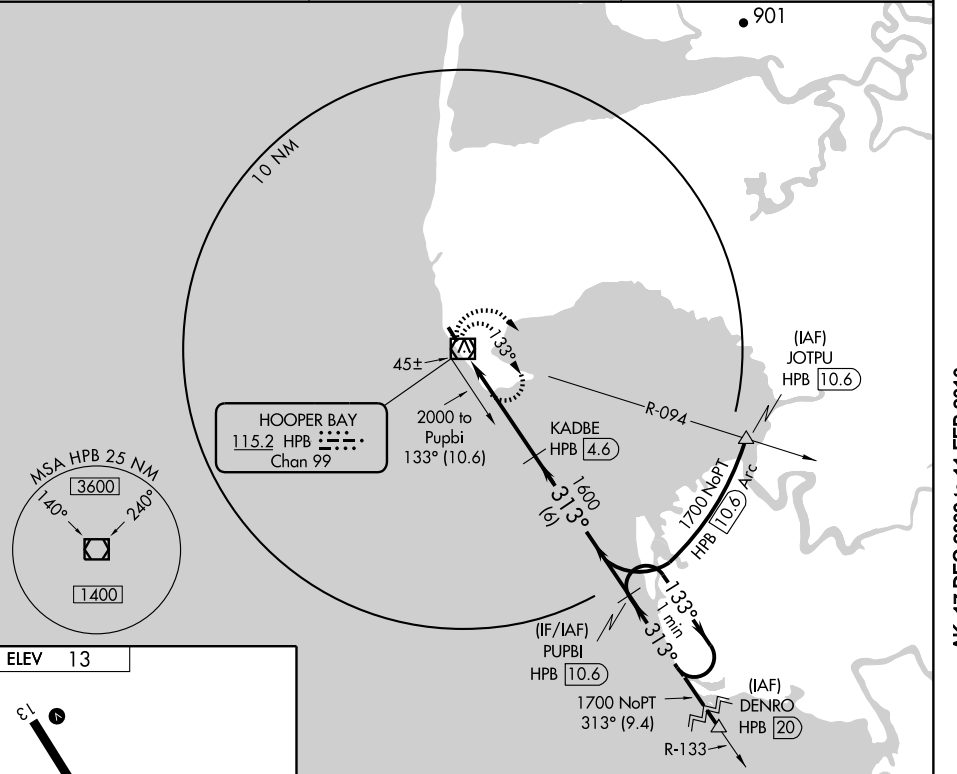 901
10 NM
(IAF)
JOTPU
HPB 10.6
45±
133°
R-094
HOOPER BAY
115.2 HPB
Chan 99
2000 to
Pupbi
133° (10.6)
KADBE
HPB 4.6
1600
313°
(6)
1700 NoPT
HPB 10.6 Arc
MSA HPB 25 NM
3600
140°
240°
1400
133°
1 min
313°
(IF/IAF)
PUPBI
HPB 10.6
1700 NoPT
313° (9.4)
(IAF)
DENRO
HPB 20
R-133
ELEV 13
13
V